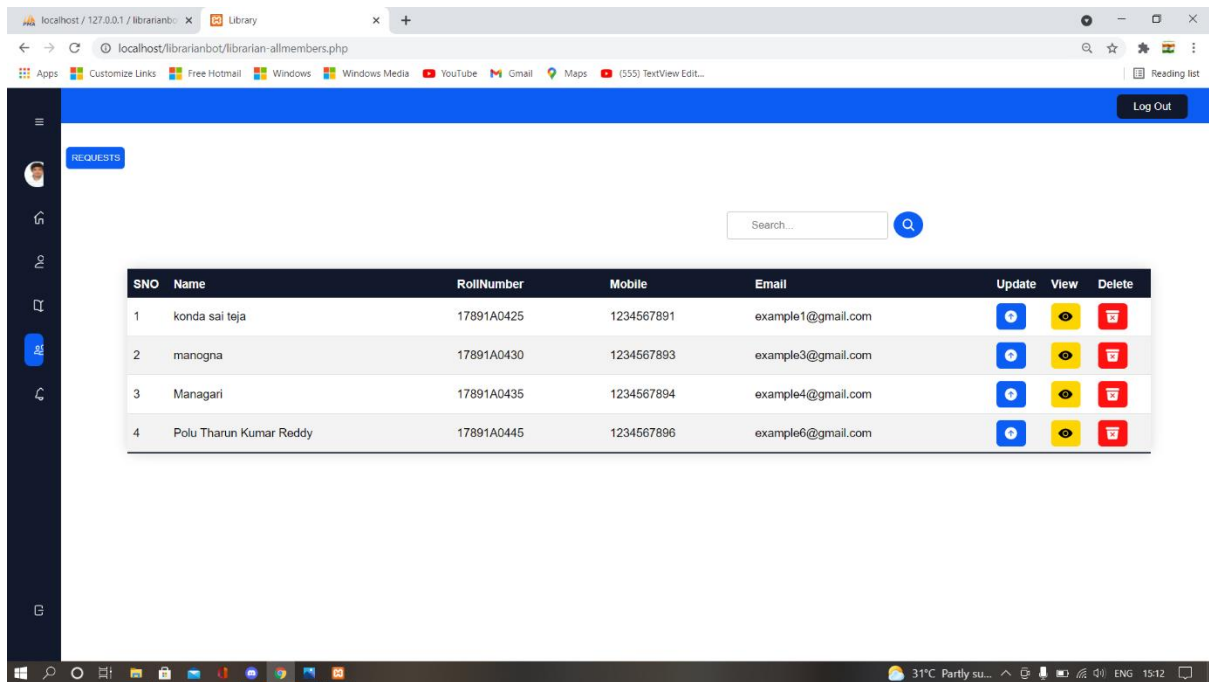 localhost / 127.0.0.1 / librarianbo
Library
localhost/librarianbot/librarian-allmembers.php
Apps Customize Links Free Hotmail Windows Windows Media YouTube Gmail Maps (555) TextView Edit... Reading list
Log Out
REQUESTS
Search...
SNO Name RollNumber Mobile Email Update View Delete
1 konda sai teja 17891A0425 1234567891 example1@gmail.com
2 manogna 17891A0430 1234567893 example3@gmail.com
3 Managari 17891A0435 1234567894 example4@gmail.com
4 Polu Tharun Kumar Reddy 17891A0445 1234567896 example6@gmail.com
31°C Partly su... ENG 15:12